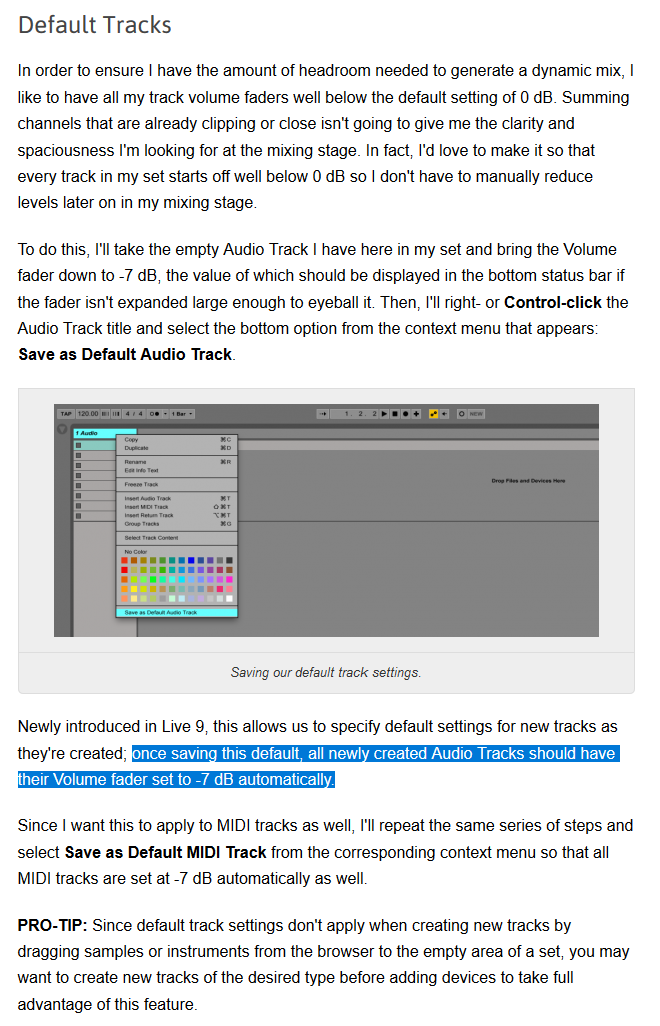 Default Tracks
In order to ensure I have the amount of headroom needed to generate a dynamic mix, I
like to have all my track volume faders well below the default setting of 0 dB. Summing
channels that are already clipping or close isn't going to give me the clarity and
spaciousness I'm looking for at the mixing stage. In fact, I'd love to make it so that
every track in my set starts off well below 0 dB so I don't have to manually reduce
levels later on in my mixing stage.
To do this, I'll take the empty Audio Track I have here in my set and bring the Volume
fader down to -7 dB, the value of which should be displayed in the bottom status bar if
the fader isn't expanded large enough to eyeball it. Then, I'll right- or Control-click the
Audio Track title and select the bottom option from the context menu that appears:
Save as Default Audio Track.
TAP 120.00 4 / 4 1 Bar 1. 2. 2 NEW
1 Audio
Copy ⌘C
Duplicate ⌘D
Rename ⌘R
Edit Info Text
Freeze Track
Drop Files and Devices Here
Insert Audio Track ⌘T
Insert MIDI Track ⇧⌘T
Insert Return Track ⌥⌘T
Group Tracks ⌘G
Select Track Content
No Color
Save as Default Audio Track
Saving our default track settings.
Newly introduced in Live 9, this allows us to specify default settings for new tracks as
they're created; once saving this default, all newly created Audio Tracks should have
their Volume fader set to -7 dB automatically.
Since I want this to apply to MIDI tracks as well, I'll repeat the same series of steps and
select Save as Default MIDI Track from the corresponding context menu so that all
MIDI tracks are set at -7 dB automatically as well.
PRO-TIP: Since default track settings don't apply when creating new tracks by
dragging samples or instruments from the browser to the empty area of a set, you may
want to create new tracks of the desired type before adding devices to take full
advantage of this feature.